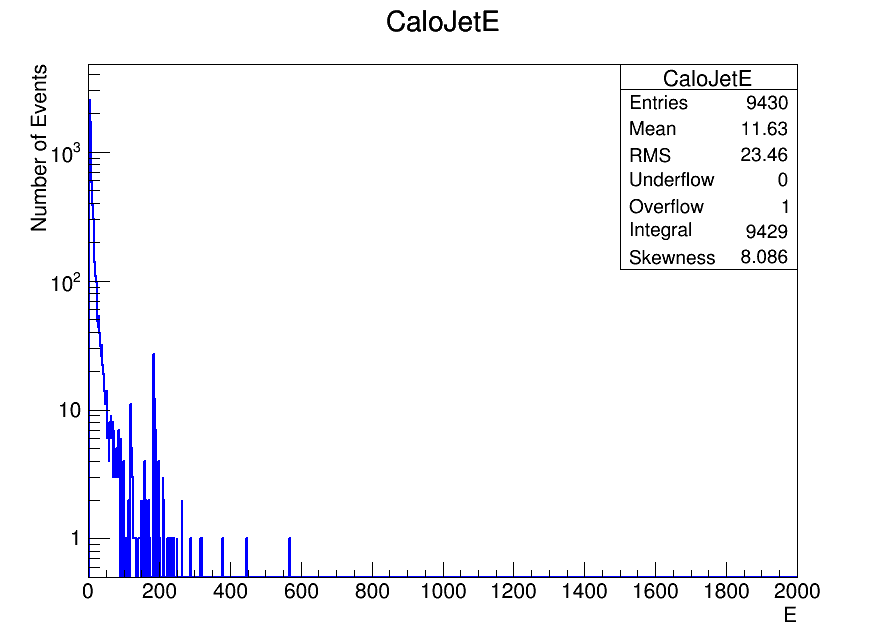 CaloJetE
Number of Events
CaloJetE
Entries 9430
Mean 11.63
RMS 23.46
Underflow 0
Overflow 1
Integral 9429
Skewness 8.086
10³
10²
10
1
0 200 400 600 800 1000 1200 1400 1600 1800 2000
E